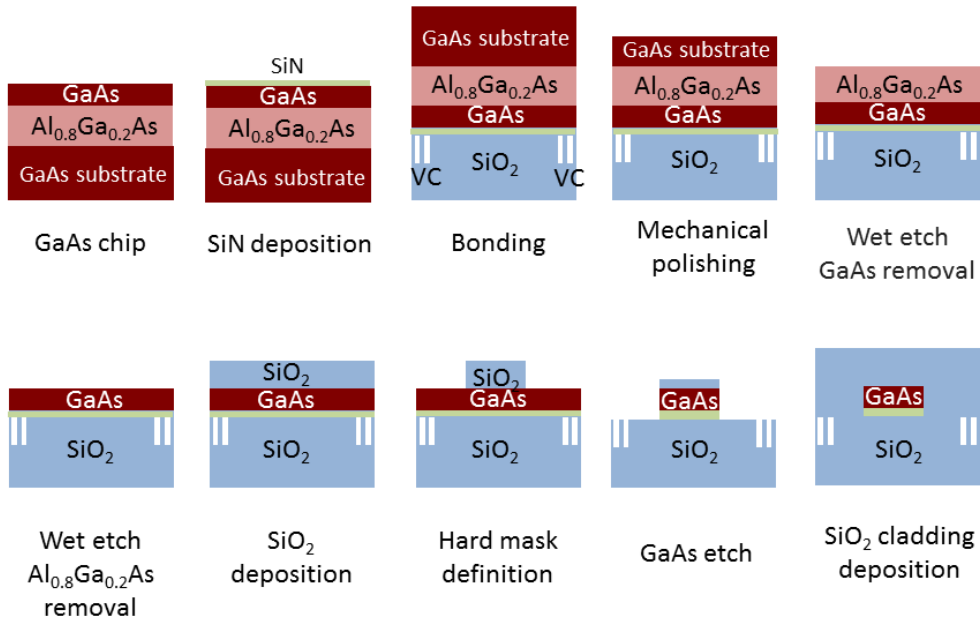 GaAs
Al₀.₈Ga₀.₂As
GaAs substrate
GaAs chip
SiN
GaAs
Al₀.₈Ga₀.₂As
GaAs substrate
SiN deposition
GaAs substrate
Al₀.₈Ga₀.₂As
GaAs
VC SiO₂ VC
Bonding
GaAs substrate
Al₀.₈Ga₀.₂As
GaAs
SiO₂
Mechanical
polishing
Al₀.₈Ga₀.₂As
GaAs
SiO₂
Wet etch
GaAs removal
GaAs
SiO₂
Wet etch
Al₀.₈Ga₀.₂As
removal
SiO₂
GaAs
SiO₂
SiO₂
deposition
SiO₂
GaAs
SiO₂
Hard mask
definition
GaAs
SiO₂
GaAs etch
GaAs
SiO₂
SiO₂ cladding
deposition